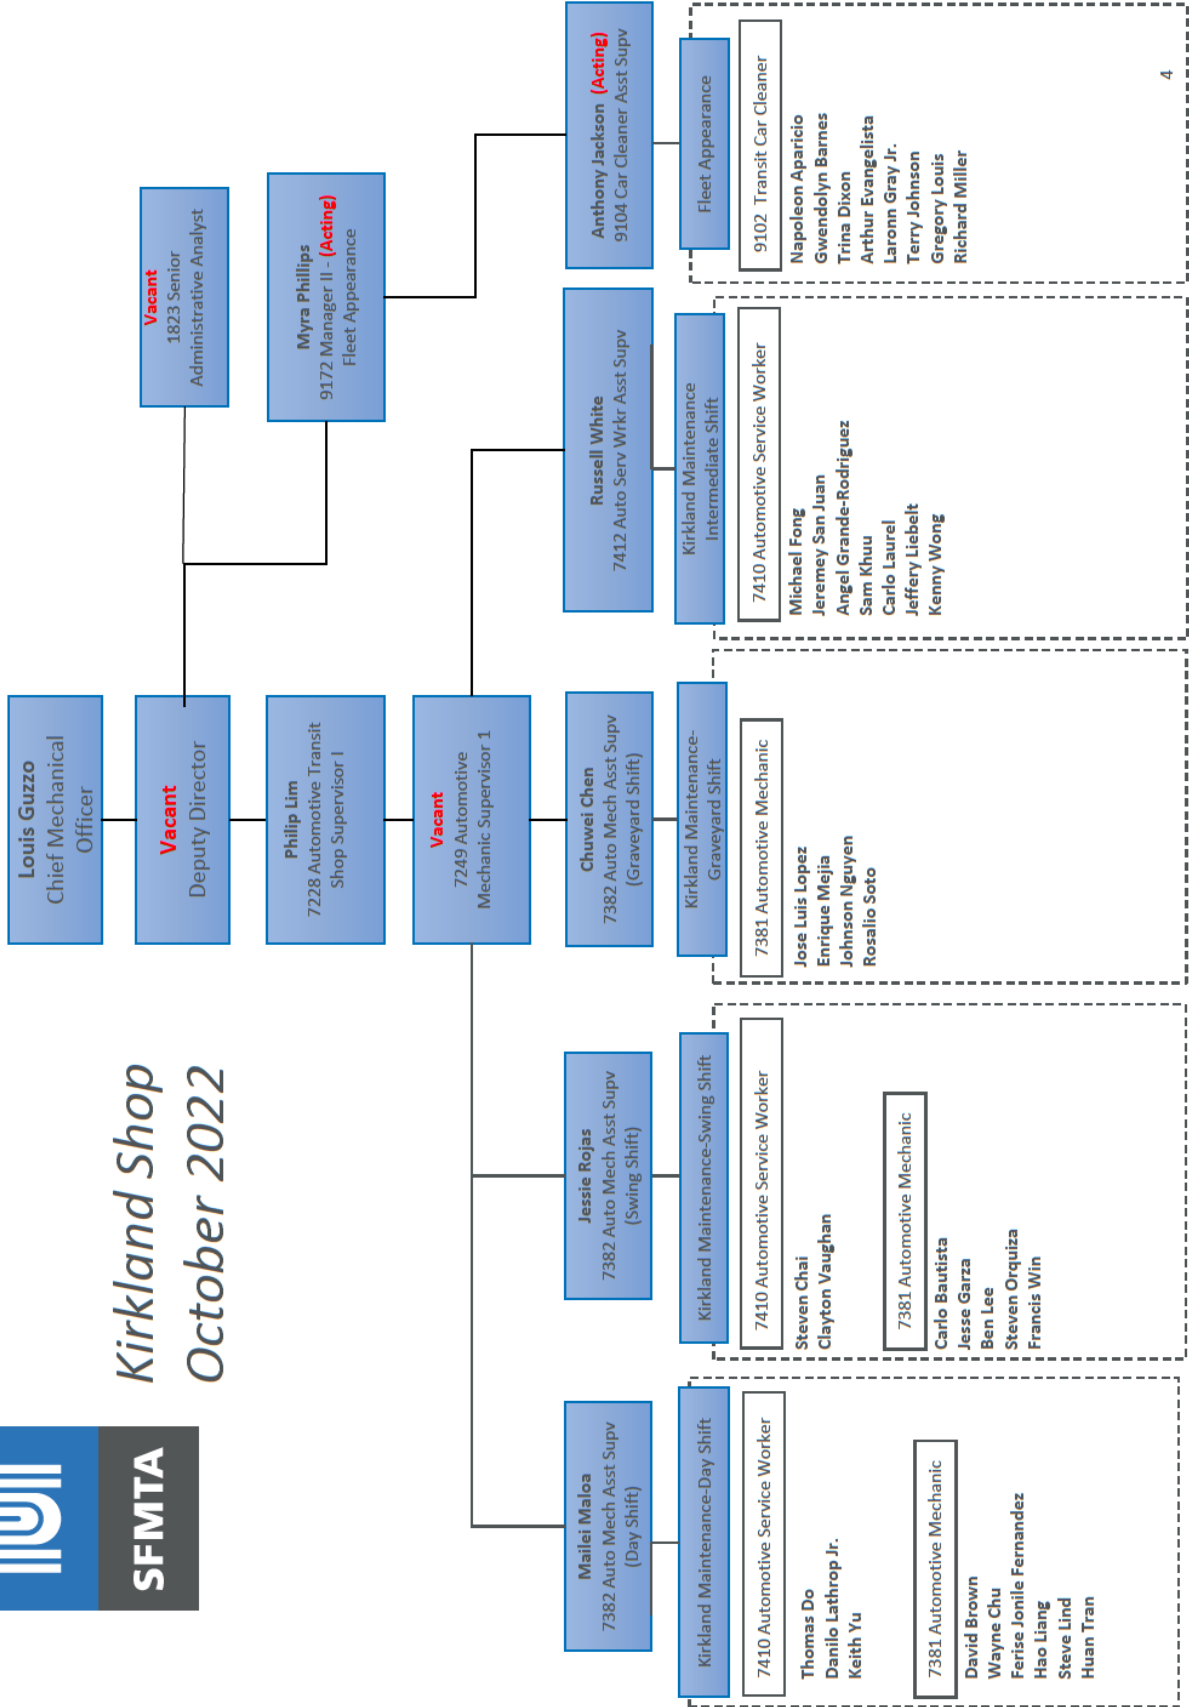 SFMTA
Kirkland Shop
October 2022
Louis Guzzo
Chief Mechanical
Officer
Vacant
Deputy Director
Vacant
1823 Senior
Administrative Analyst
Myra Phillips
9172 Manager II - (Acting)
Fleet Appearance
Philip Lim
7228 Automotive Transit
Shop Supervisor I
Vacant
7249 Automotive
Mechanic Supervisor 1
Mailei Maloa
7382 Auto Mech Asst Supv
(Day Shift)
Jessie Rojas
7382 Auto Mech Asst Supv
(Swing Shift)
Chuwei Chen
7382 Auto Mech Asst Supv
(Graveyard Shift)
Russell White
7412 Auto Serv Wrkr Asst Supv
Anthony Jackson (Acting)
9104 Car Cleaner Asst Supv
Kirkland Maintenance-Day Shift
7410 Automotive Service Worker
Thomas Do
Danilo Lathrop Jr.
Keith Yu
7381 Automotive Mechanic
David Brown
Wayne Chu
Ferise Jonile Fernandez
Hao Liang
Steve Lind
Huan Tran
Kirkland Maintenance-Swing Shift
7410 Automotive Service Worker
Steven Chai
Clayton Vaughan
7381 Automotive Mechanic
Carlo Bautista
Jesse Garza
Ben Lee
Steven Orquiza
Francis Win
Kirkland Maintenance-
Graveyard Shift
7381 Automotive Mechanic
Jose Luis Lopez
Enrique Mejia
Johnson Nguyen
Rosalio Soto
Kirkland Maintenance
Intermediate Shift
7410 Automotive Service Worker
Michael Fong
Jeremey San Juan
Angel Grande-Rodriguez
Sam Khuu
Carlo Laurel
Jeffery Liebelt
Kenny Wong
Fleet Appearance
9102 Transit Car Cleaner
Napoleon Aparicio
Gwendolyn Barnes
Trina Dixon
Arthur Evangelista
Laronn Gray Jr.
Terry Johnson
Gregory Louis
Richard Miller
4